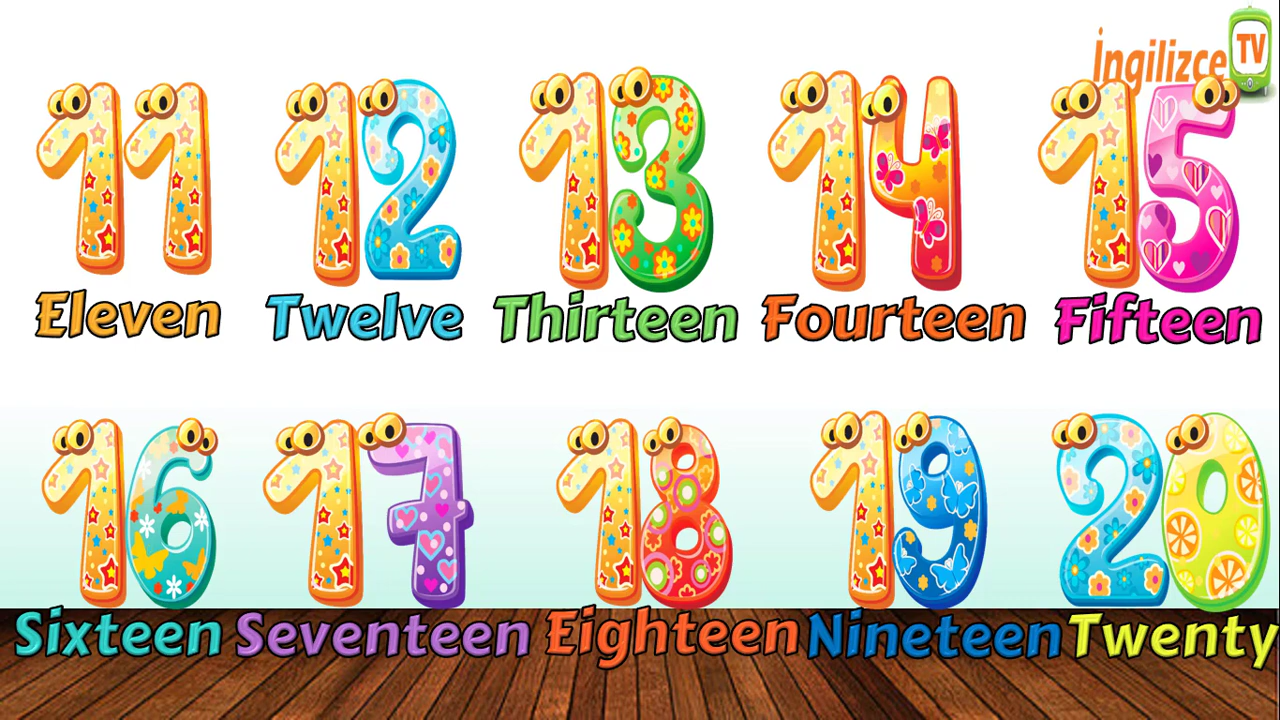 İngilizce TV
11 12 13 14 15
Eleven Twelve Thirteen Fourteen Fifteen
16 17 18 19 20
Sixteen Seventeen Eighteen Nineteen Twenty